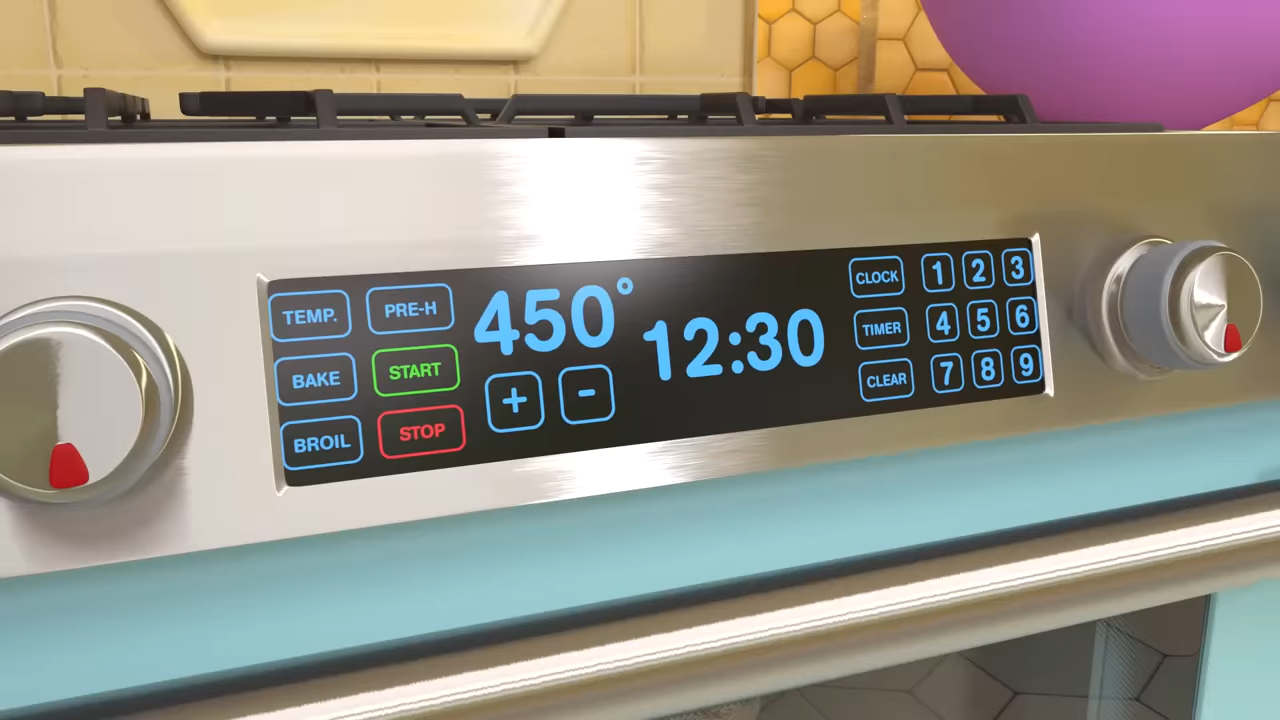 TEMP. PRE-H
BAKE START
BROIL STOP
450°
+ -
12:30
CLOCK 1 2 3
TIMER 4 5 6
CLEAR 7 8 9